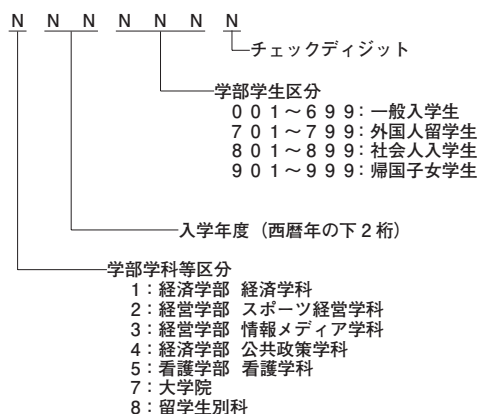 N N N N N N N
チェックディジット
学部学生区分
001～699：一般入学生
701～799：外国人留学生
801～899：社会人入学生
901～999：帰国子女学生
入学年度（西暦年の下2桁）
学部学科等区分
1：経済学部 経済学科
2：経営学部 スポーツ経営学科
3：経営学部 情報メディア学科
4：経済学部 公共政策学科
5：看護学部 看護学科
7：大学院
8：留学生別科